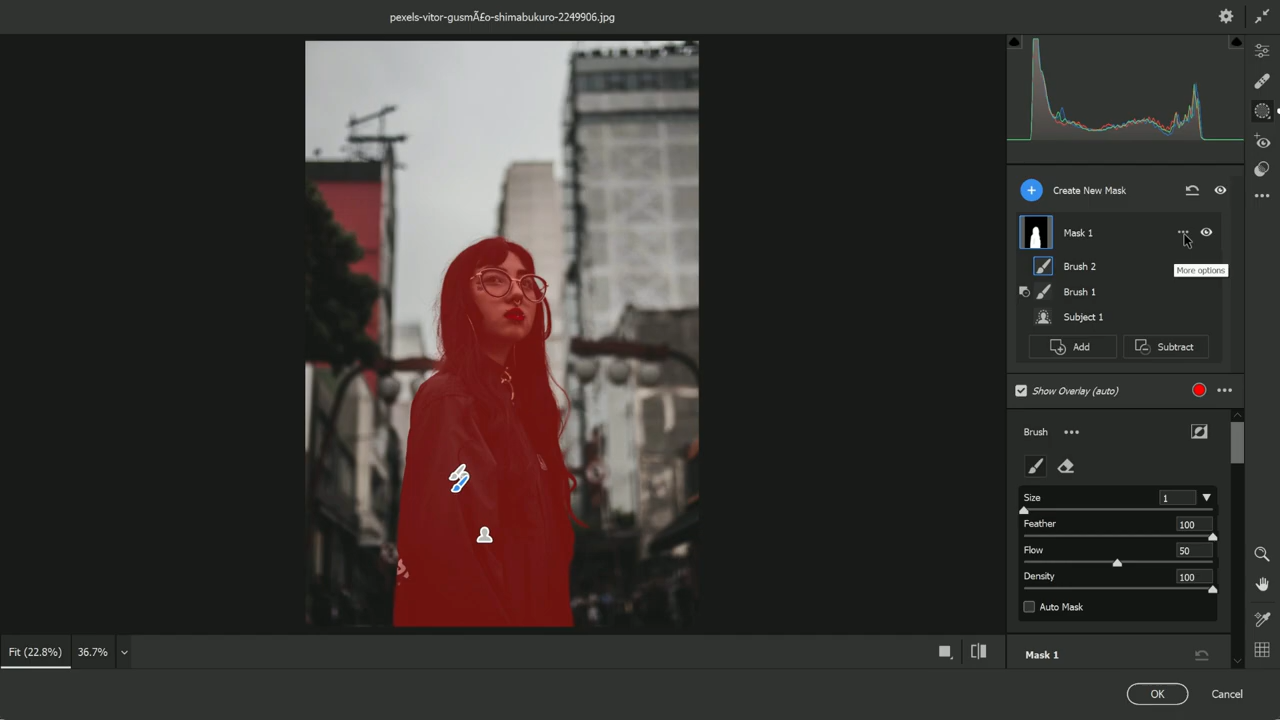 pexels-vitor-gusmÃ£o-shimabukuro-2249906.jpg
Create New Mask
Mask 1
Brush 2
More options
Brush 1
Subject 1
Add
Subtract
Show Overlay (auto)
Brush
Size
1
Feather
100
Flow
50
Density
100
Auto Mask
Fit (22.8%)
36.7%
Mask 1
OK
Cancel